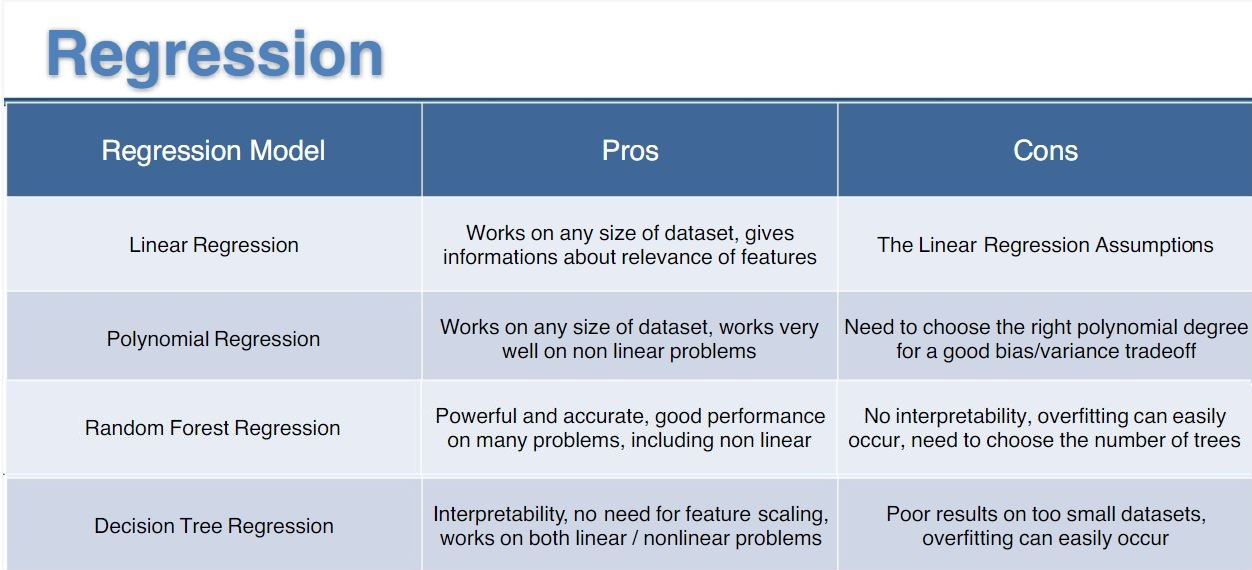 Regression
Regression Model
Pros
Cons
Linear Regression
Works on any size of dataset, gives
informations about relevance of features
The Linear Regression Assumptions
Polynomial Regression
Works on any size of dataset, works very
well on non linear problems
Need to choose the right polynomial degree
for a good bias/variance tradeoff
Random Forest Regression
Powerful and accurate, good performance
on many problems, including non linear
No interpretability, overfitting can easily
occur, need to choose the number of trees
Decision Tree Regression
Interpretability, no need for feature scaling,
works on both linear / nonlinear problems
Poor results on too small datasets,
overfitting can easily occur